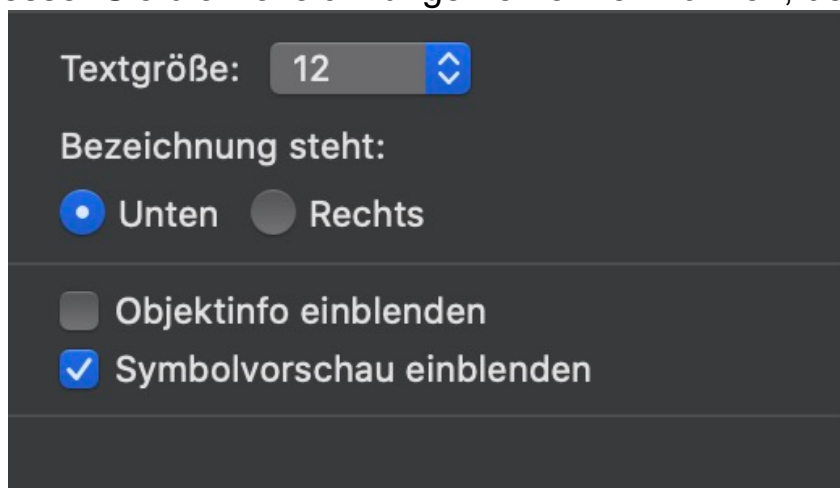 Textgröße: 12
Bezeichnung steht:
Unten Rechts
Objektinfo einblenden
Symbolvorschau einblenden